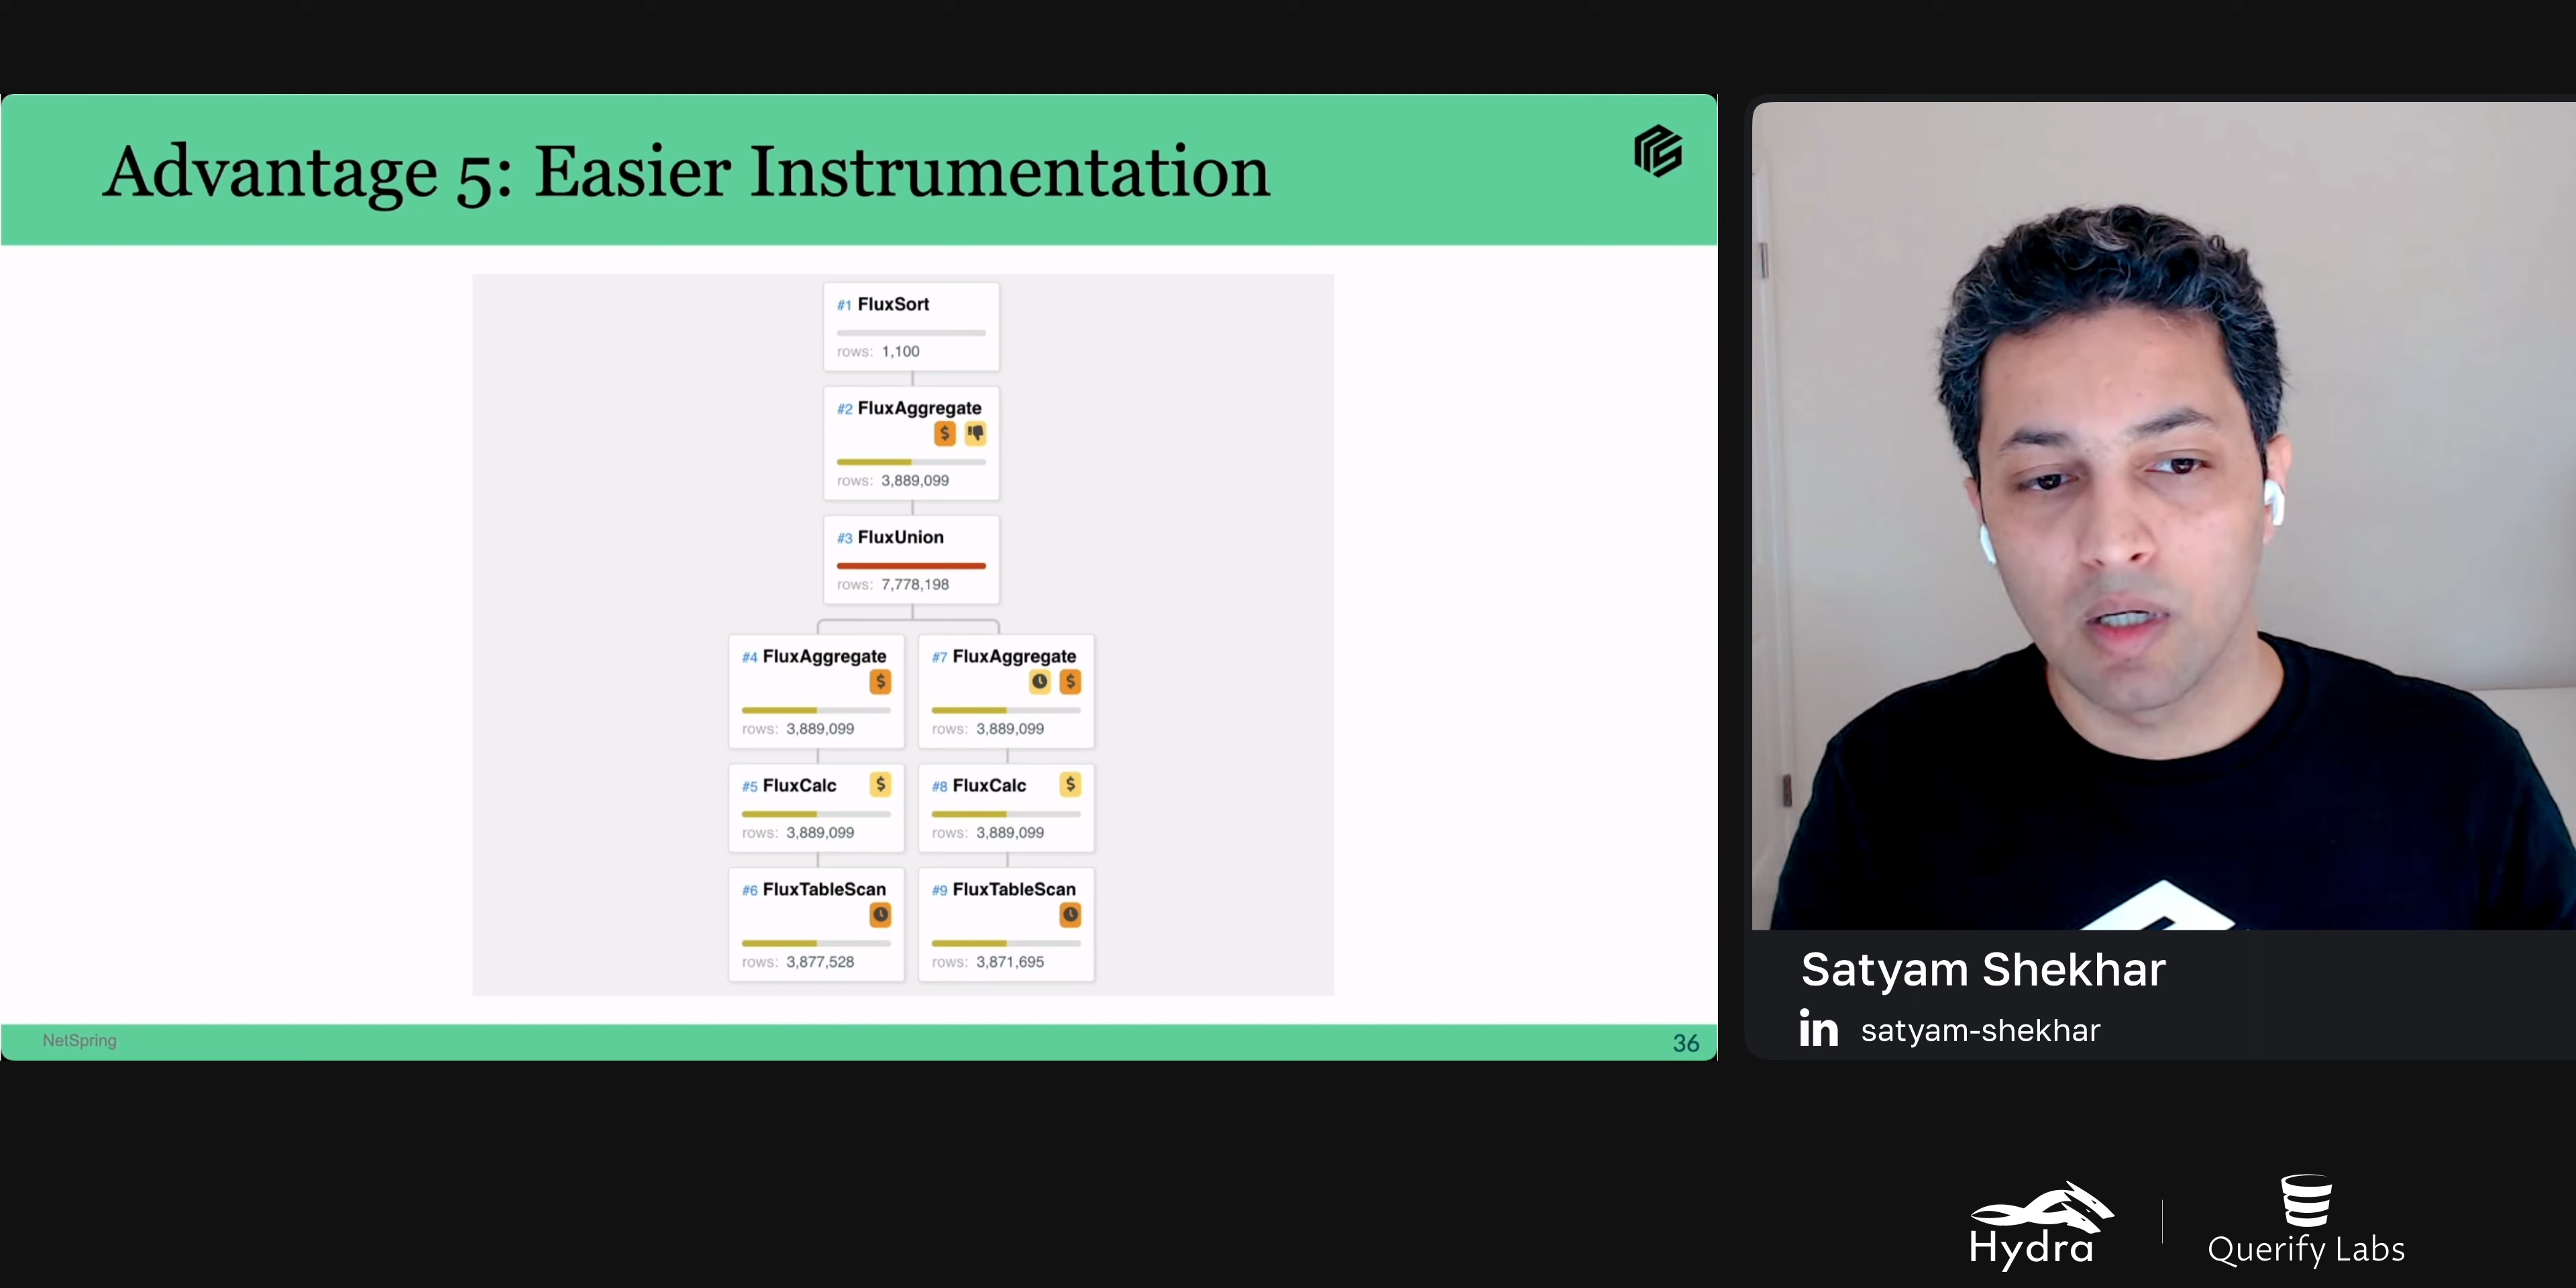 Advantage 5: Easier Instrumentation
#1 FluxSort
rows: 1,100
#2 FluxAggregate
$
rows: 3,889,099
#3 FluxUnion
rows: 7,778,198
#4 FluxAggregate
$
rows: 3,889,099
#7 FluxAggregate
$
rows: 3,889,099
#5 FluxCalc $
rows: 3,889,099
#8 FluxCalc $
rows: 3,889,099
#6 FluxTableScan
rows: 3,877,528
#9 FluxTableScan
rows: 3,871,695
NetSpring
36
Satyam Shekhar
in satyam-shekhar
Hydra
Querify Labs